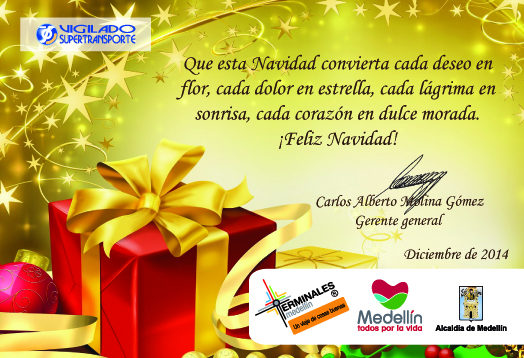 VIGILADO
SUPERTRANSPORTE
Que esta Navidad convierta cada deseo en
flor, cada dolor en estrella, cada lágrima en
sonrisa, cada corazón en dulce morada.
¡Feliz Navidad!
Carlos Alberto Molina Gómez
Gerente general
Diciembre de 2014
TERMINALES
medellín
®
Un viaje de cosas buenas
Medellín
todos por la vida
Alcaldía de Medellín